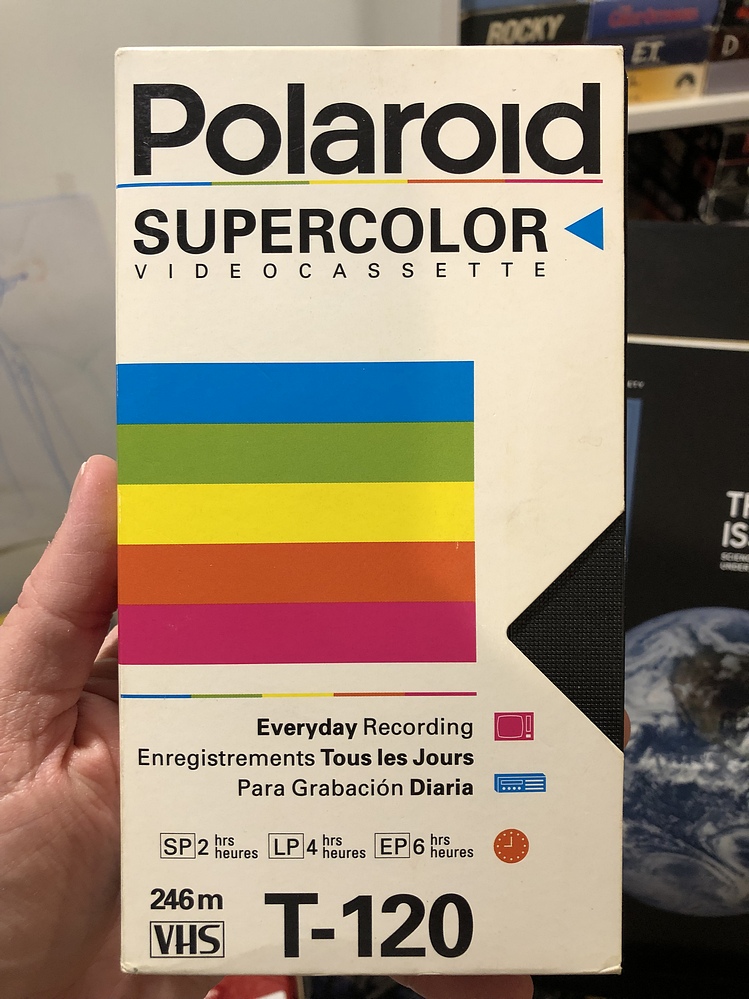 ROCKY
E.T.
D
Polaroid
SUPERCOLOR
VIDEOCASSETTE
Everyday Recording
Enregistrements Tous les Jours
Para Grabación Diaria
SP 2 hrs heures LP 4 hrs heures EP 6 hrs heures
246m
VHS T-120